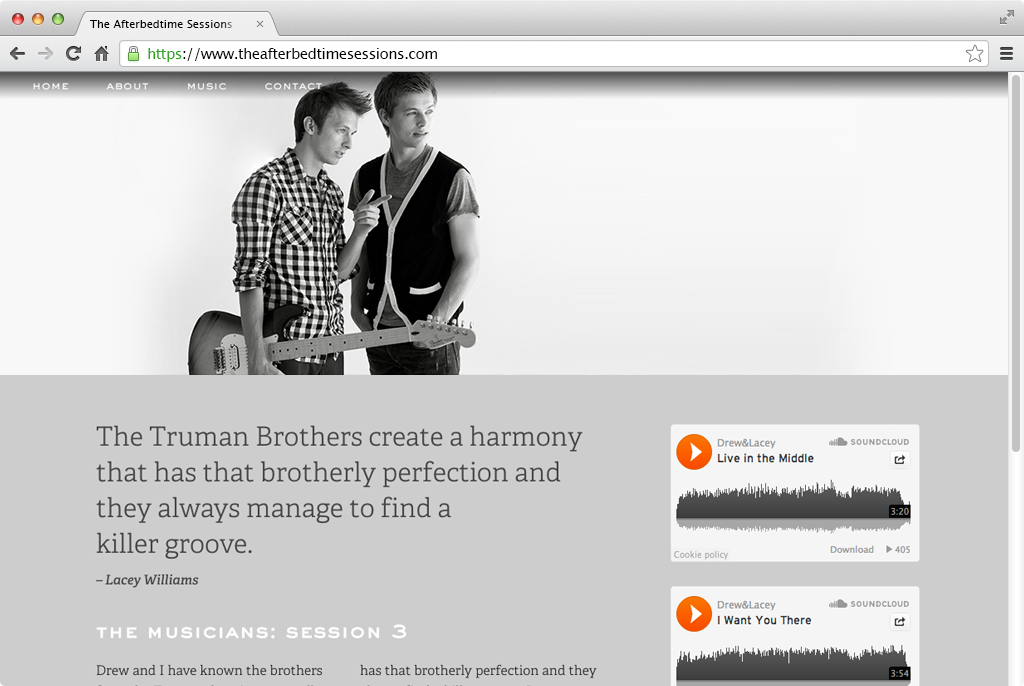 The Afterbedtime Sessions
https://www.theafterbedtimesessions.com
HOME ABOUT MUSIC CONTACT
The Truman Brothers create a harmony
that has that brotherly perfection and
they always manage to find a
killer groove.
– Lacey Williams
THE MUSICIANS: SESSION 3
Drew and I have known the brothers
has that brotherly perfection and they
Drew&Lacey
SOUNDCLOUD
Live in the Middle
3:20
Cookie policy
Download
405
Drew&Lacey
SOUNDCLOUD
I Want You There
3:54